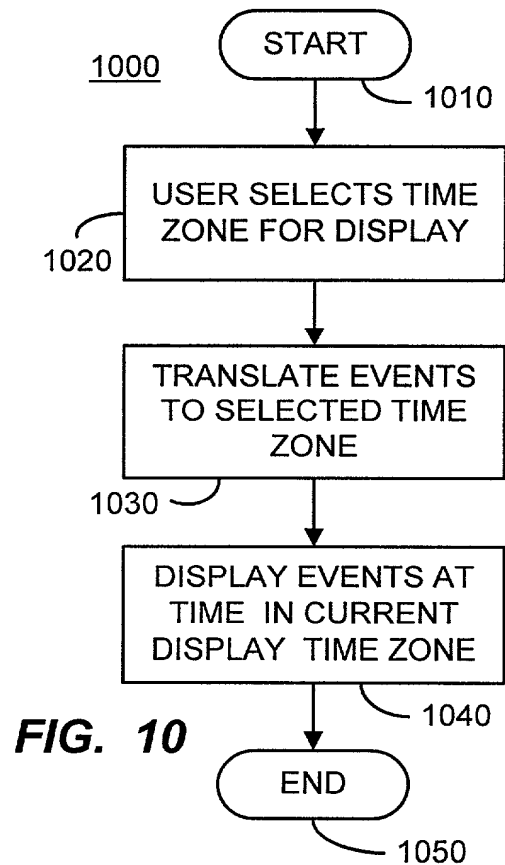 START
1000
1010
USER SELECTS TIME
ZONE FOR DISPLAY
1020
TRANSLATE EVENTS
TO SELECTED TIME
ZONE
1030
DISPLAY EVENTS AT
TIME IN CURRENT
DISPLAY TIME ZONE
1040
FIG. 10
END
1050